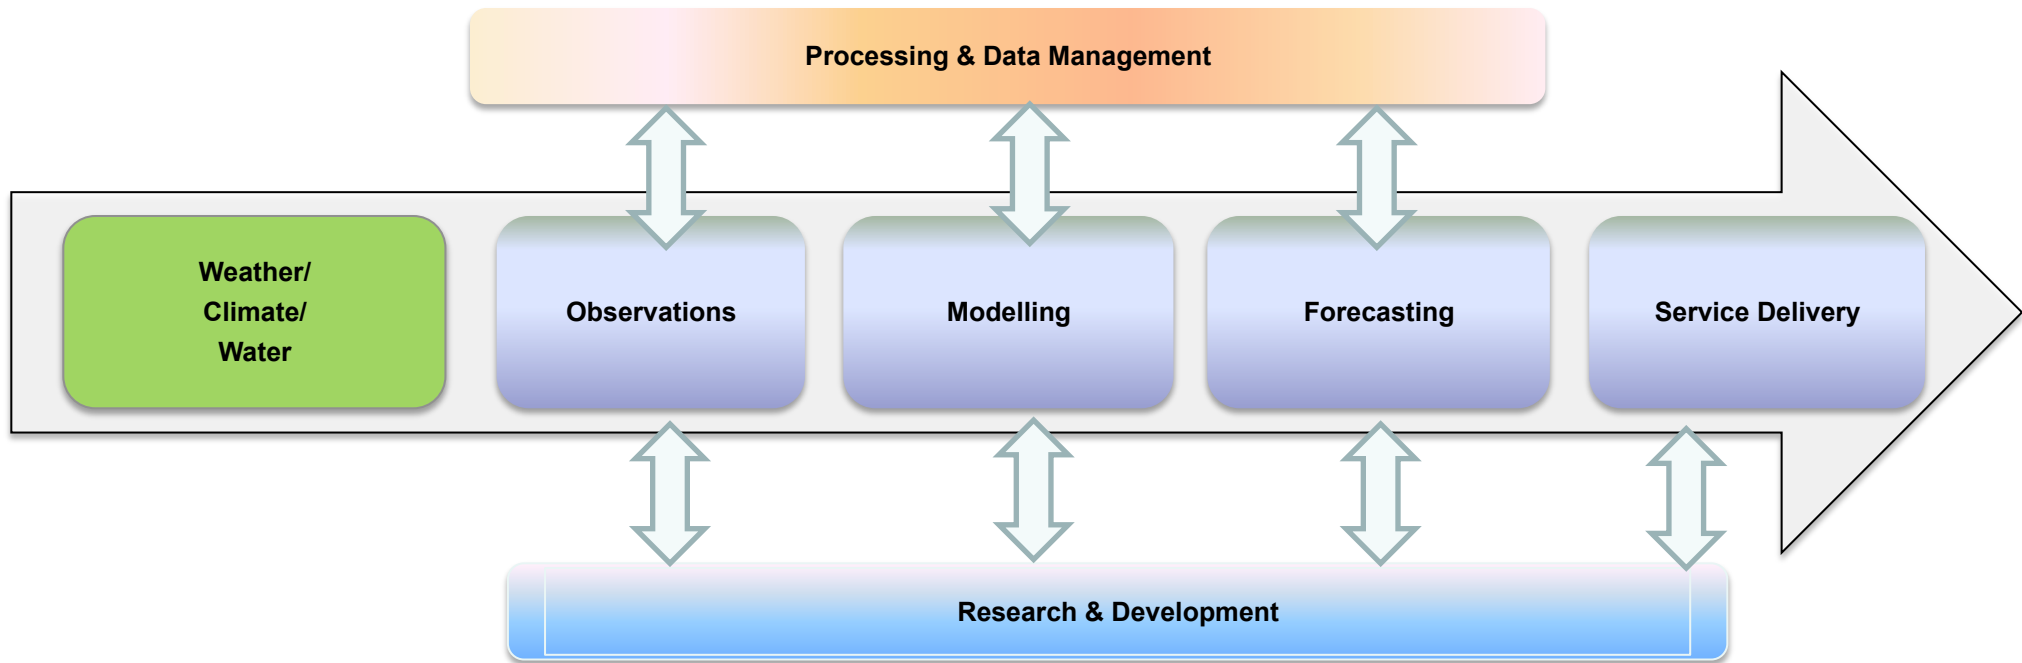 Processing & Data Management
Weather/
Climate/
Water
Observations
Modelling
Forecasting
Service Delivery
Research & Development